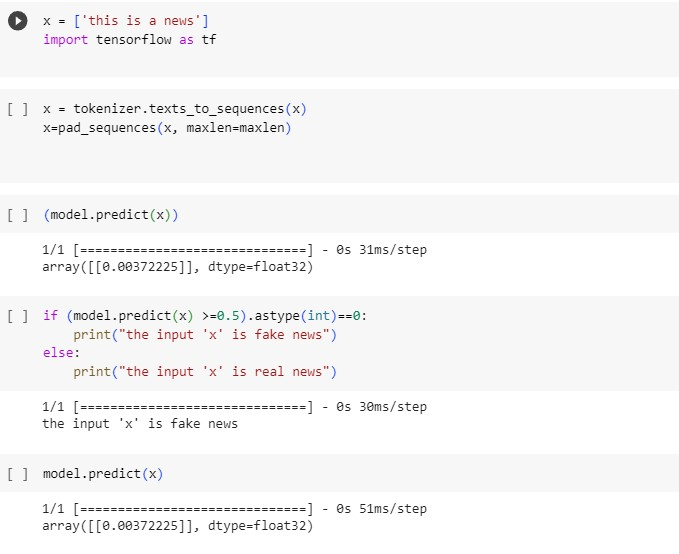 x = ['this is a news']
import tensorflow as tf
[ ] x = tokenizer.texts_to_sequences(x)
x=pad_sequences(x, maxlen=maxlen)
[ ] (model.predict(x))
1/1 [==============================] - 0s 31ms/step
array([[0.00372225]], dtype=float32)
[ ] if (model.predict(x) >=0.5).astype(int)==0:
print("the input 'x' is fake news")
else:
print("the input 'x' is real news")
1/1 [==============================] - 0s 30ms/step
the input 'x' is fake news
[ ] model.predict(x)
1/1 [==============================] - 0s 51ms/step
array([[0.00372225]], dtype=float32)